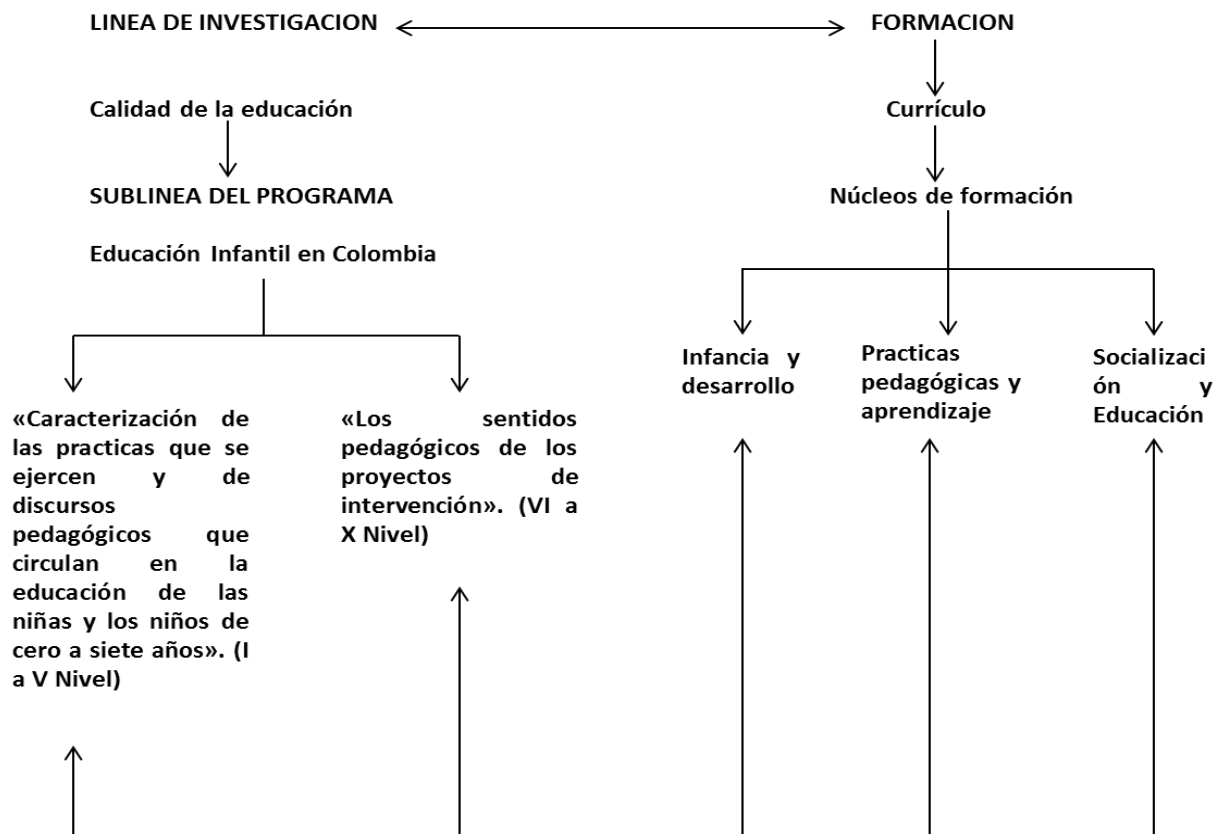 LINEA DE INVESTIGACION
FORMACION
Calidad de la educación
Currículo
SUBLINEA DEL PROGRAMA
Núcleos de formación
Educación Infantil en Colombia
«Caracterización de
las practicas que se
ejercen y de
discursos
pedagógicos que
circulan en la
educación de las
niñas y los niños de
cero a siete años». (I
a V Nivel)
«Los sentidos
pedagógicos de los
proyectos de
intervención». (VI a
X Nivel)
Infancia y
desarrollo
Practicas
pedagógicas y
aprendizaje
Socializaci
ón y
Educación